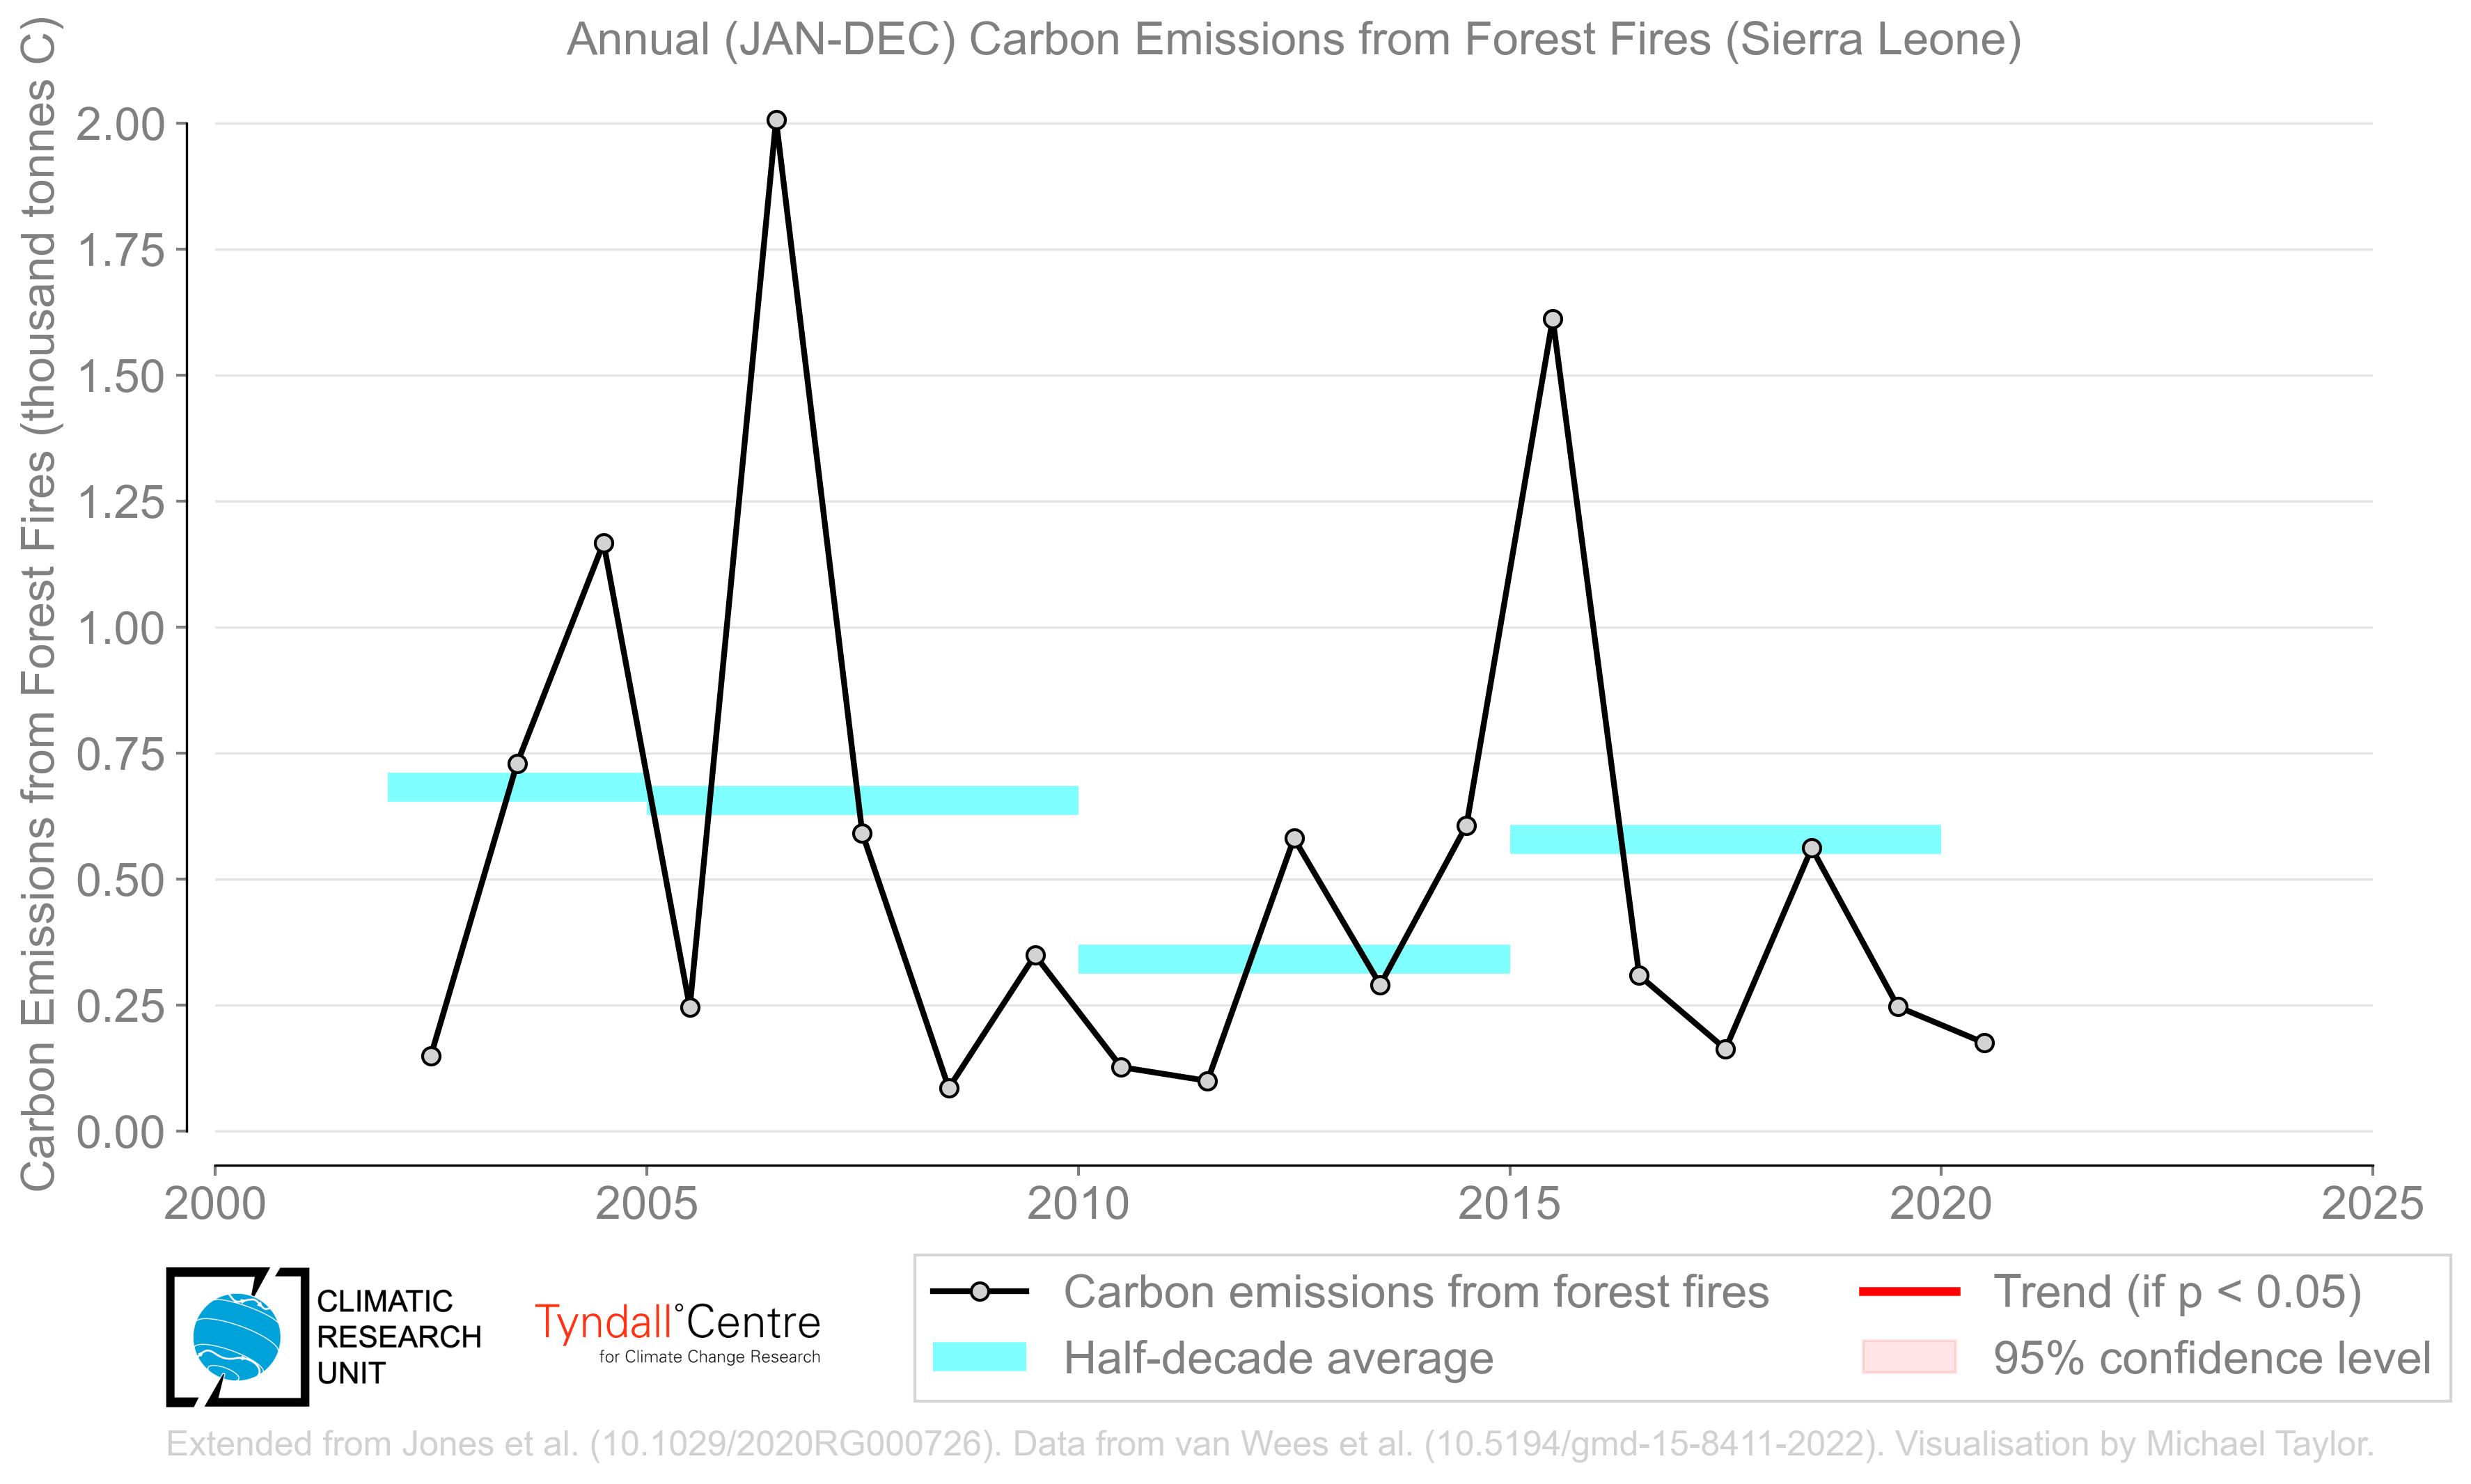 Annual (JAN-DEC) Carbon Emissions from Forest Fires (Sierra Leone)
Carbon Emissions from Forest Fires (thousand tonnes C)
2.00
1.75
1.50
1.25
1.00
0.75
0.50
0.25
0.00
2000 2005 2010 2015 2020 2025
CLIMATIC
RESEARCH
UNIT
Tyndall°Centre
for Climate Change Research
Carbon emissions from forest fires
Half-decade average
Trend (if p < 0.05)
95% confidence level
Extended from Jones et al. (10.1029/2020RG000726). Data from van Wees et al. (10.5194/gmd-15-8411-2022). Visualisation by Michael Taylor.